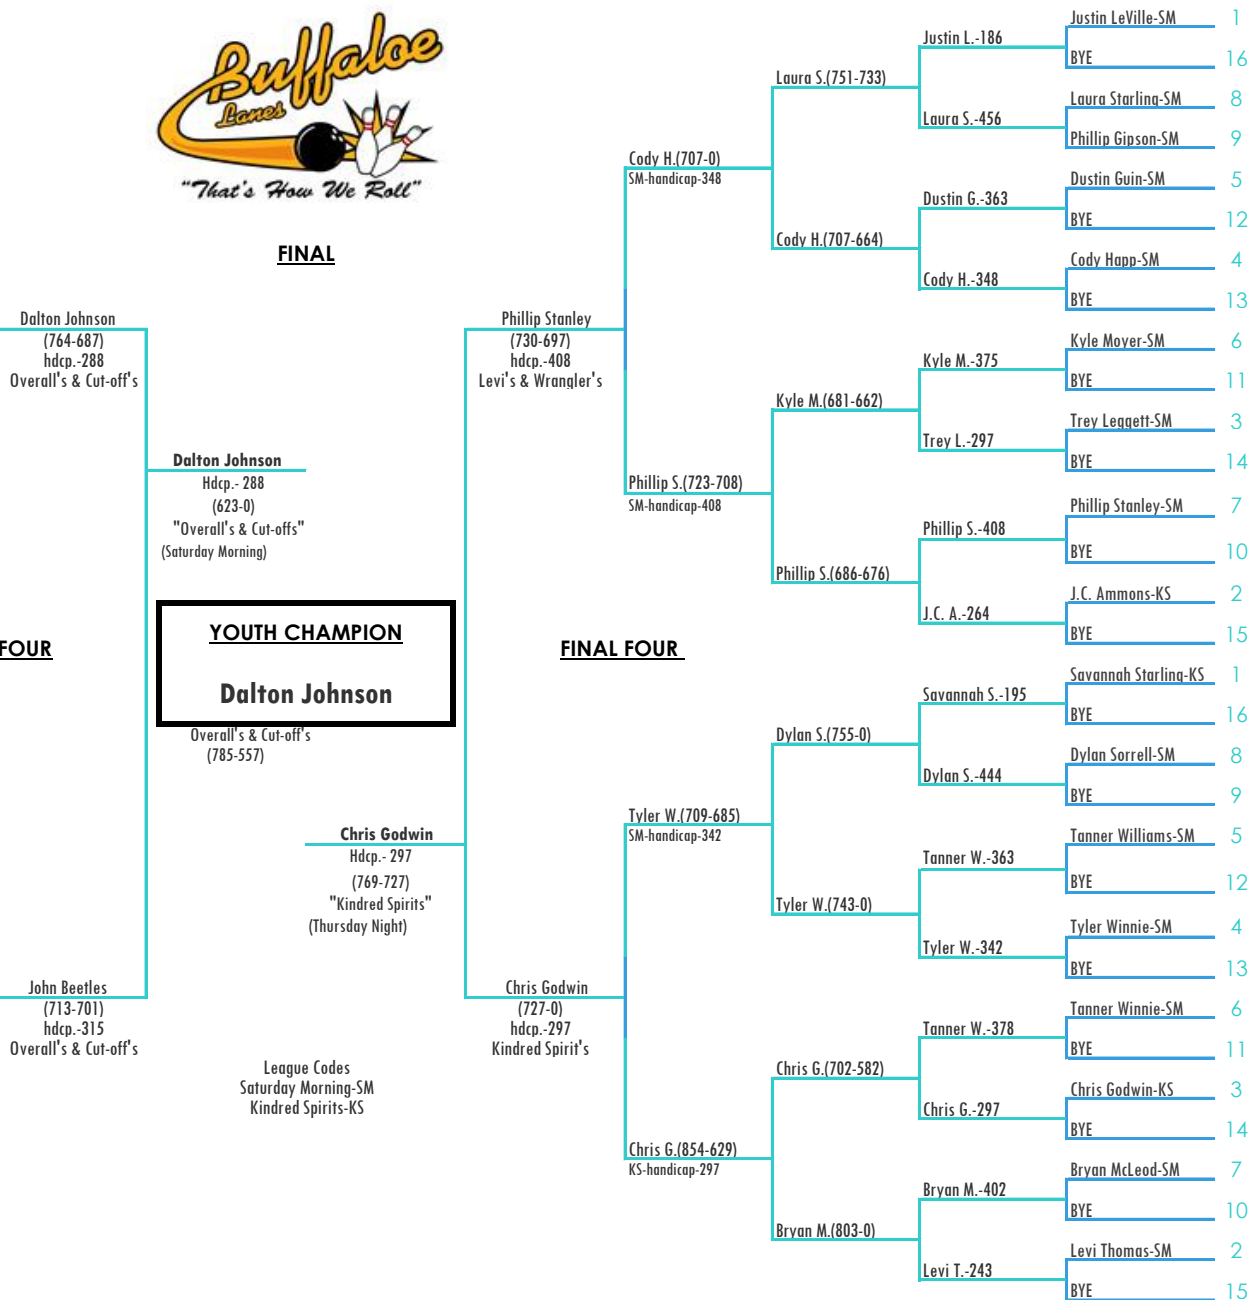 Buffaloe
Lanes
"That's How We Roll"
FINAL
Dalton Johnson
(764-687)
hdcp.-288
Overall's & Cut-off's
Dalton Johnson
Hdcp.- 288
(623-0)
"Overall's & Cut-offs"
(Saturday Morning)
FOUR
YOUTH CHAMPION
Dalton Johnson
Overall's & Cut-off's
(785-557)
Chris Godwin
Hdcp.- 297
(769-727)
"Kindred Spirits"
(Thursday Night)
John Beetles
(713-701)
hdcp.-315
Overall's & Cut-off's
League Codes
Saturday Morning-SM
Kindred Spirits-KS
Phillip Stanley
(730-697)
hdcp.-408
Levi's & Wrangler's
FINAL FOUR
Chris Godwin
(727-0)
hdcp.-297
Kindred Spirit's
Cody H.(707-0)
SM-handicap-348
Phillip S.(723-708)
SM-handicap-408
Tyler W.(709-685)
SM-handicap-342
Chris G.(854-629)
KS-handicap-297
Laura S.(751-733)
Cody H.(707-664)
Kyle M.(681-662)
Phillip S.(686-676)
Dylan S.(755-0)
Tyler W.(743-0)
Chris G.(702-582)
Bryan M.(803-0)
Justin L.-186
Laura S.-456
Dustin G.-363
Cody H.-348
Kyle M.-375
Trey L.-297
Phillip S.-408
J.C. A.-264
Savannah S.-195
Dylan S.-444
Tanner W.-363
Tyler W.-342
Tanner W.-378
Chris G.-297
Bryan M.-402
Levi T.-243
Justin LeVille-SM 1
BYE 16
Laura Starling-SM 8
Phillip Gipson-SM 9
Dustin Guin-SM 5
BYE 12
Cody Happ-SM 4
BYE 13
Kyle Moyer-SM 6
BYE 11
Trey Leggett-SM 3
BYE 14
Phillip Stanley-SM 7
BYE 10
J.C. Ammons-KS 2
BYE 15
Savannah Starling-KS 1
BYE 16
Dylan Sorrell-SM 8
BYE 9
Tanner Williams-SM 5
BYE 12
Tyler Winnie-SM 4
BYE 13
Tanner Winnie-SM 6
BYE 11
Chris Godwin-KS 3
BYE 14
Bryan McLeod-SM 7
BYE 10
Levi Thomas-SM 2
BYE 15